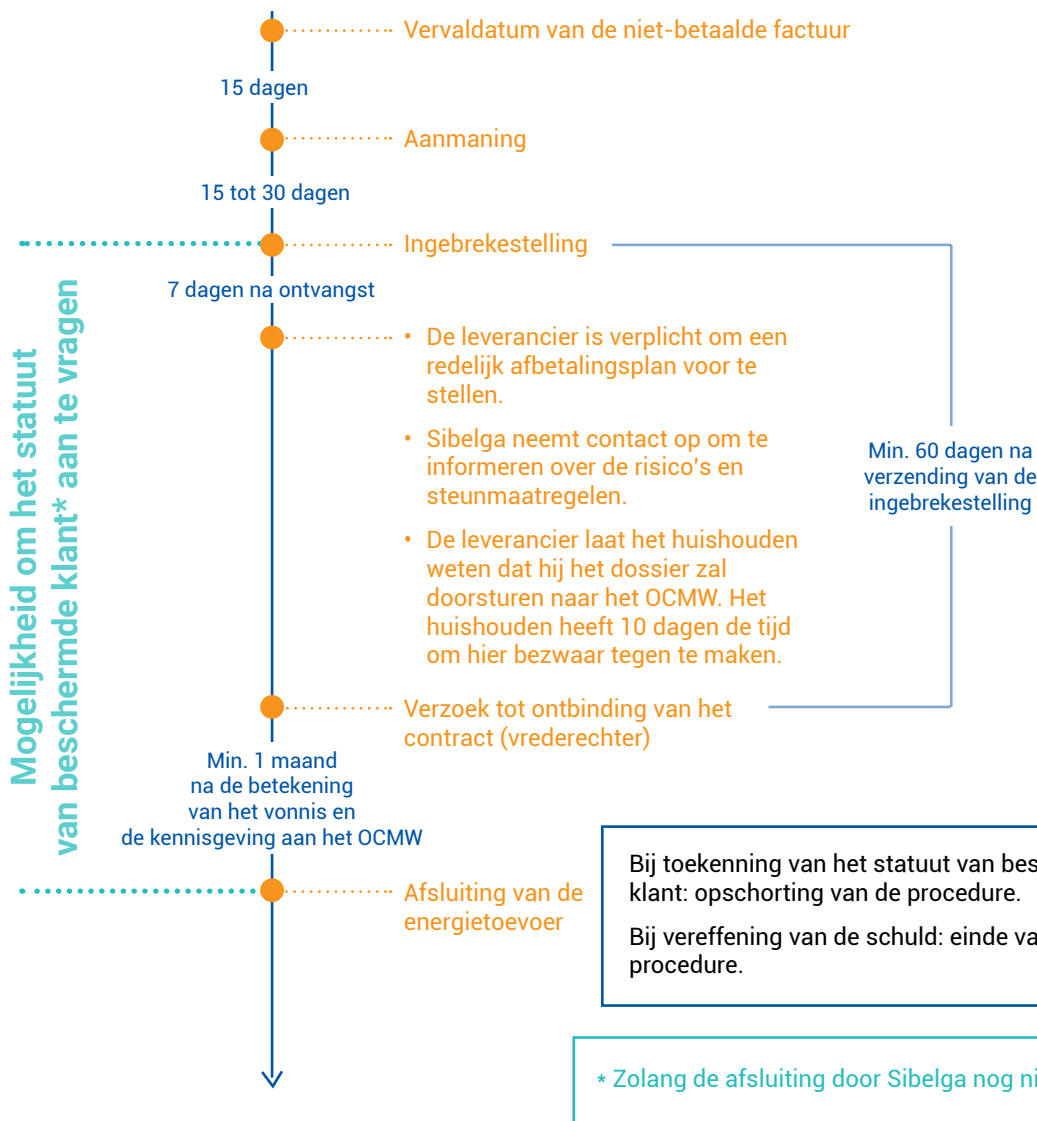 Vervaldatum van de niet-betaalde factuur
15 dagen
Aanmaning
15 tot 30 dagen
Ingebrekestelling
7 dagen na ontvangst
• De leverancier is verplicht om een
redelijk afbetalingsplan voor te
stellen.
• Sibelga neemt contact op om te
informeren over de risico's en
steunmaatregelen.
• De leverancier laat het huishouden
weten dat hij het dossier zal
doorsturen naar het OCMW. Het
huishouden heeft 10 dagen de tijd
om hier bezwaar tegen te maken.
Min. 60 dagen na
verzending van de
ingebrekestelling
Mogelijkheid om het statuut
van beschermde klant* aan te vragen
Verzoek tot ontbinding van het
contract (vrederechter)
Min. 1 maand
na de betekening
van het vonnis en
de kennisgeving aan het OCMW
Afsluiting van de
energietoevoer
Bij toekenning van het statuut van
klant: opschorting van de procedure.
Bij vereffening van de schuld: einde
procedure.
* Zolang de afsluiting door Sibelga nog